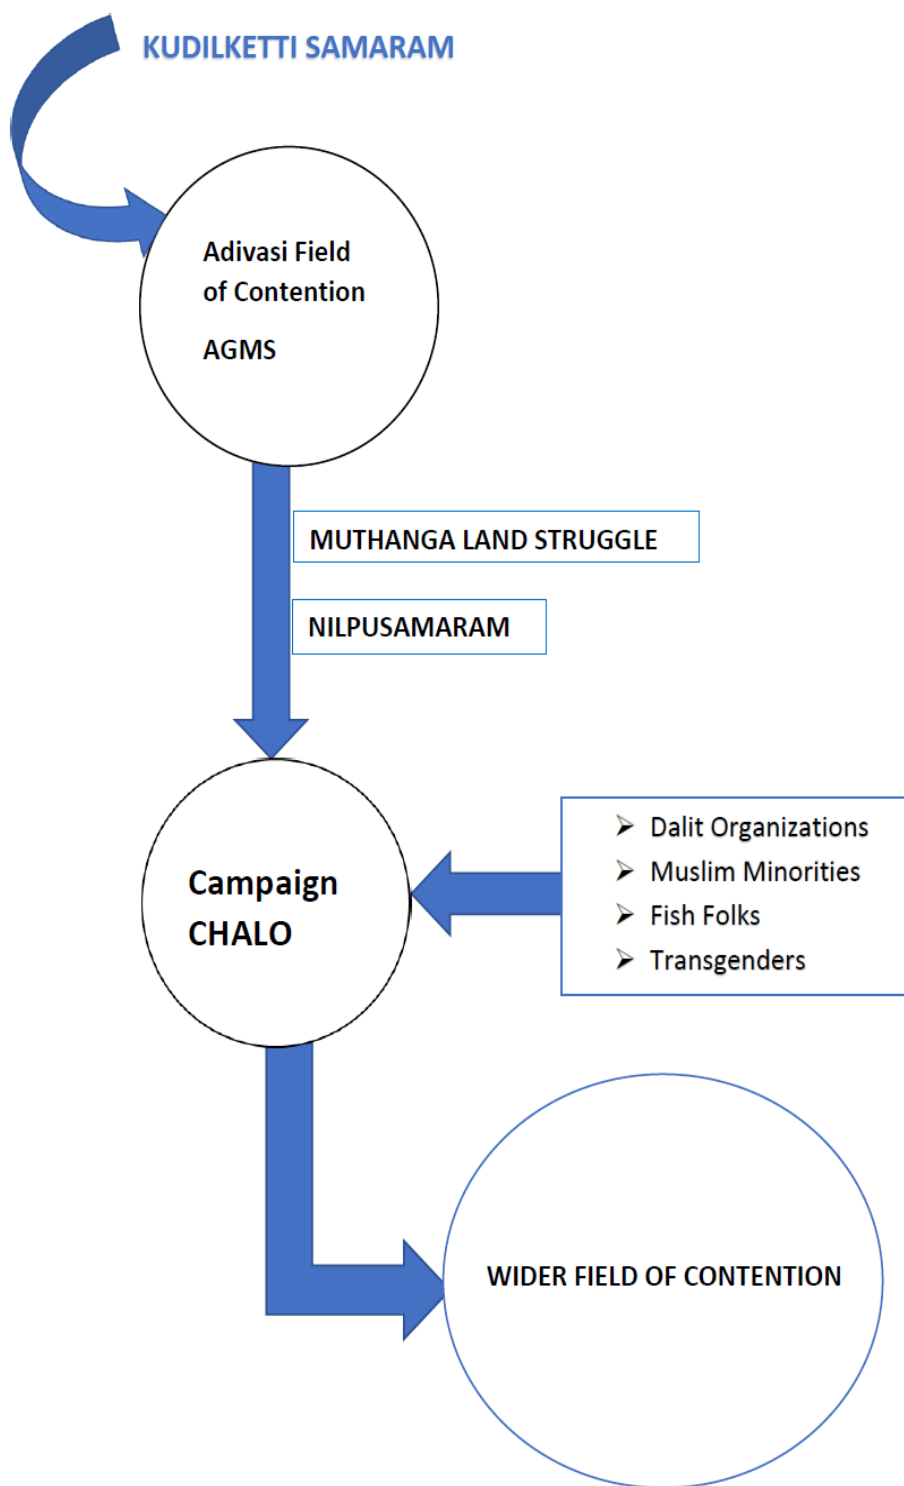 KUDILKETTI SAMARAM
Adivasi Field
of Contention
AGMS
MUTHANGA LAND STRUGGLE
NILPUSAMARAM
Campaign
CHALO
➢ Dalit Organizations
➢ Muslim Minorities
➢ Fish Folks
➢ Transgenders
WIDER FIELD OF CONTENTION